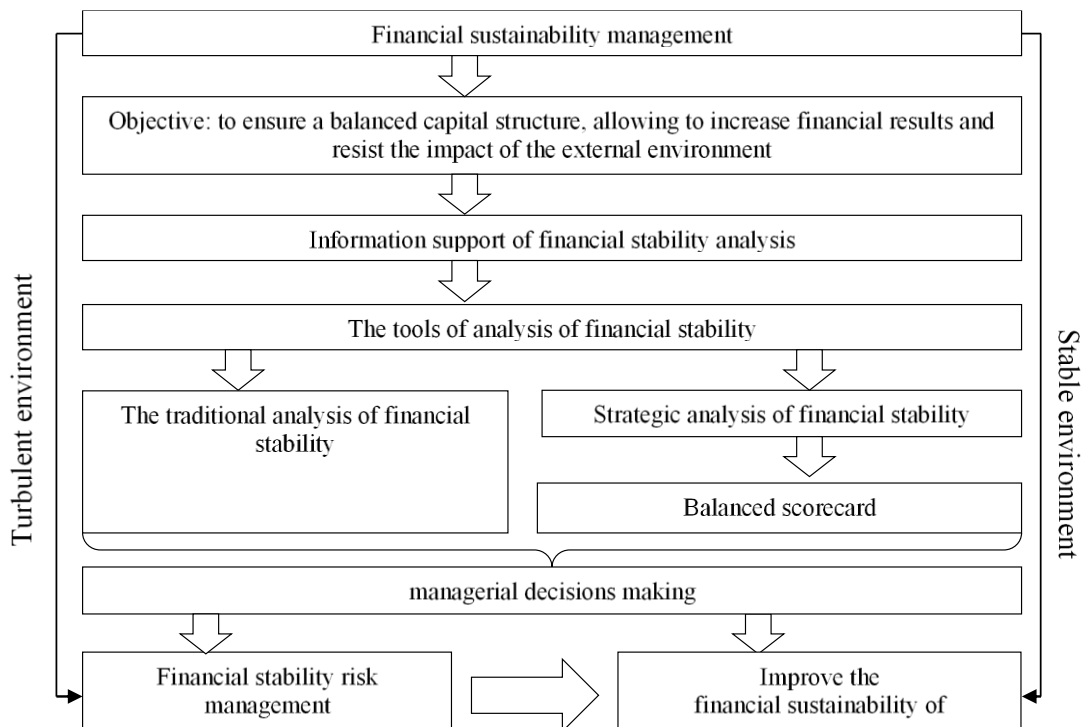 Financial sustainability management
Objective: to ensure a balanced capital structure, allowing to increase financial results and
resist the impact of the external environment
Information support of financial stability analysis
The tools of analysis of financial stability
Turbulent environment
Stable environment
The traditional analysis of financial
stability
Strategic analysis of financial stability
Balanced scorecard
managerial decisions making
Financial stability risk
management
Improve the
financial sustainability of